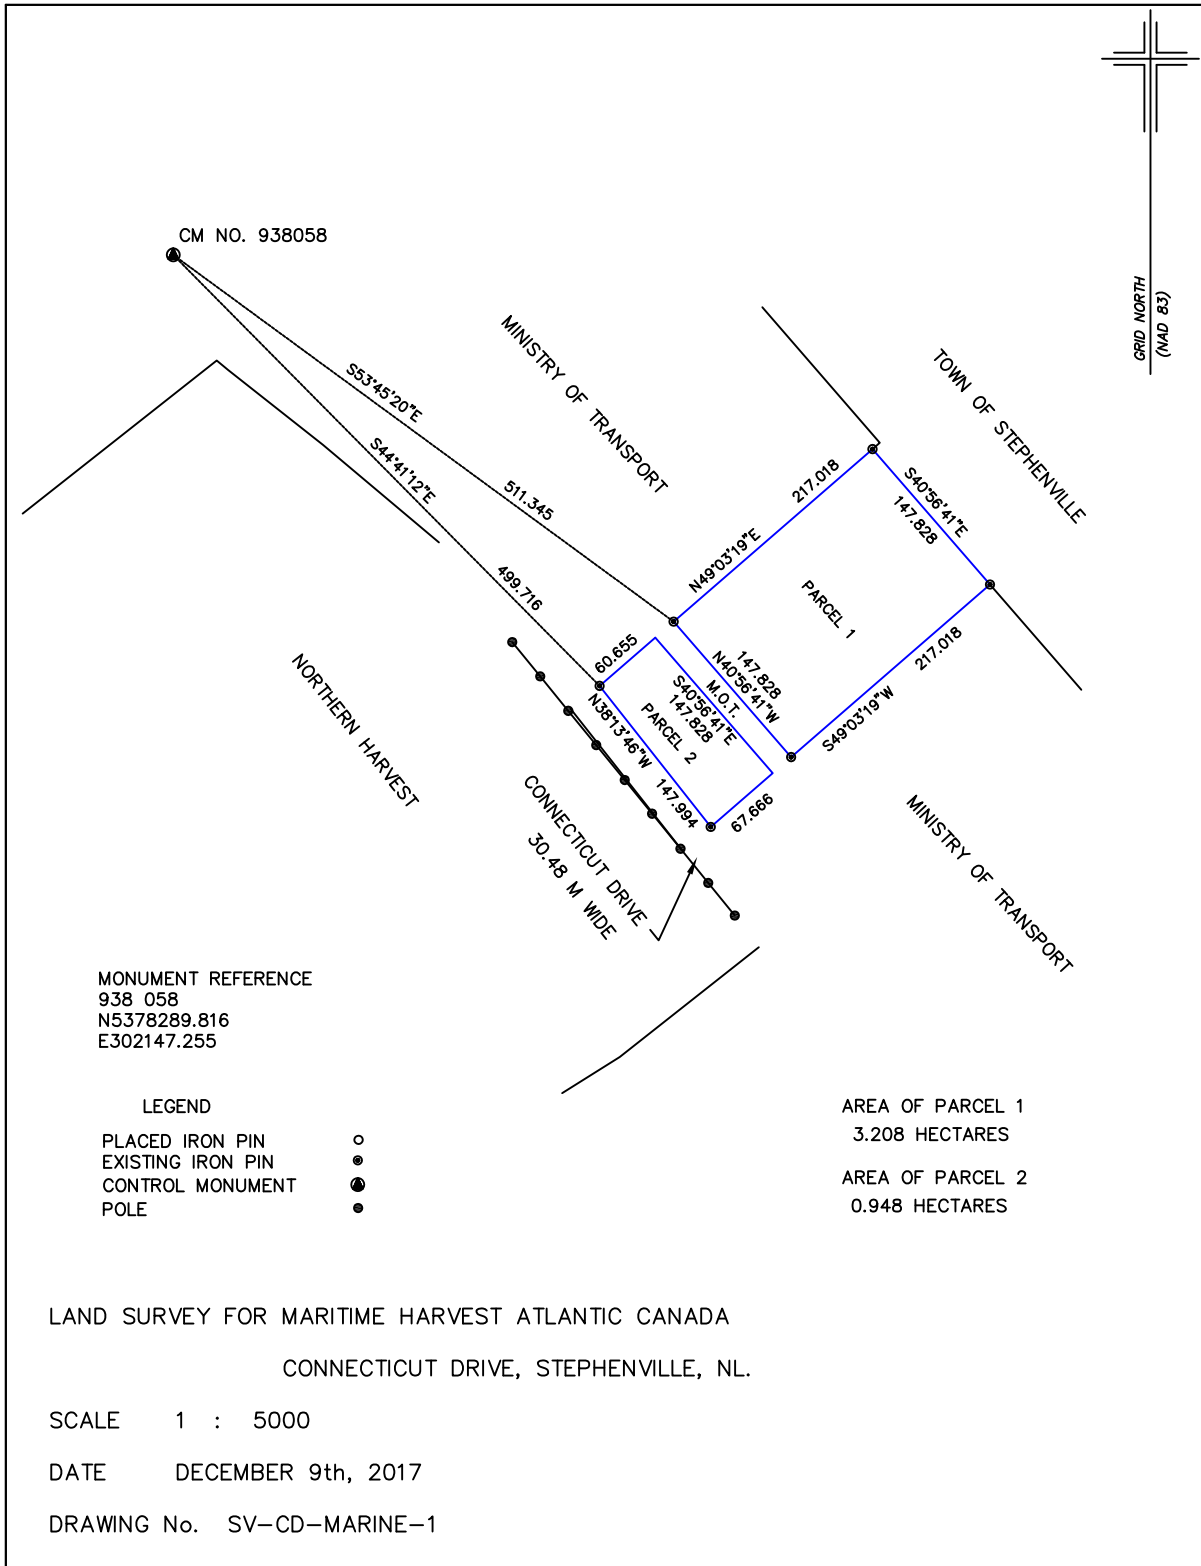 GRID NORTH
(NAD 83)
CM NO. 938058
MINISTRY OF TRANSPORT
TOWN OF STEPHENVILLE
S53°45'20"E
511.345
S44°41'12"E
499.716
N49°03'19"E
217.018
S40°56'41"E
147.828
PARCEL 1
147.828
N40°56'41"W
M.O.T.
S49°03'19"W
217.018
60.655
S40°56'41"E
147.828
PARCEL 2
N38°13'46"W
147.994
67.666
NORTHERN HARVEST
CONNECTICUT DRIVE
30.48 M WIDE
MINISTRY OF TRANSPORT
MONUMENT REFERENCE
938 058
N5378289.816
E302147.255
LEGEND
PLACED IRON PIN
EXISTING IRON PIN
CONTROL MONUMENT
POLE
AREA OF PARCEL 1
3.208 HECTARES
AREA OF PARCEL 2
0.948 HECTARES
LAND SURVEY FOR MARITIME HARVEST ATLANTIC CANADA
CONNECTICUT DRIVE, STEPHENVILLE, NL.
SCALE 1 : 5000
DATE DECEMBER 9th, 2017
DRAWING No. SV-CD-MARINE-1